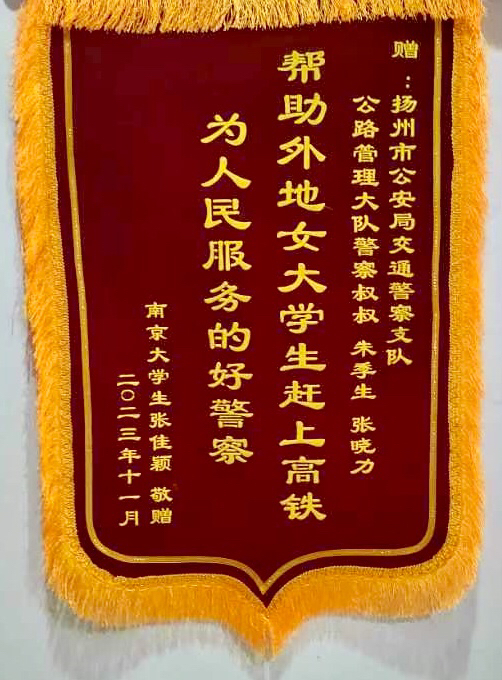 赠：扬州市公安局交通警察支队
公路管理大队警察叔叔 朱季生 张晓力
帮助外地女大学生赶上高铁
为人民服务的好警察
南京大学生张佳颖 敬赠
二〇二三年十一月